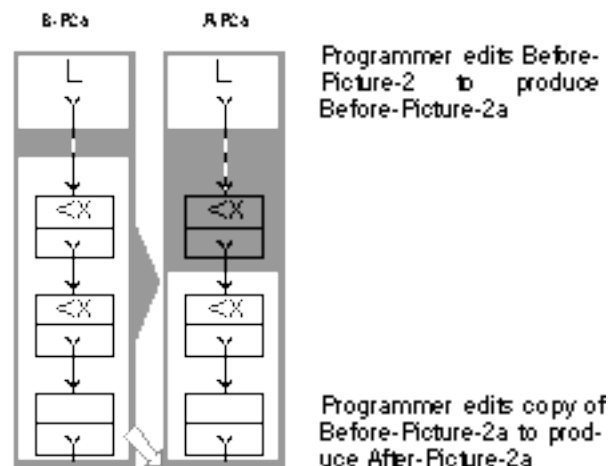 B-PCa A-PCa
L L
Programmer edits Before-
Picture-2 to produce
Before-Picture-2a
<X <X
<X <X
Programmer edits copy of
Before-Picture-2a to prod-
uce After-Picture-2a